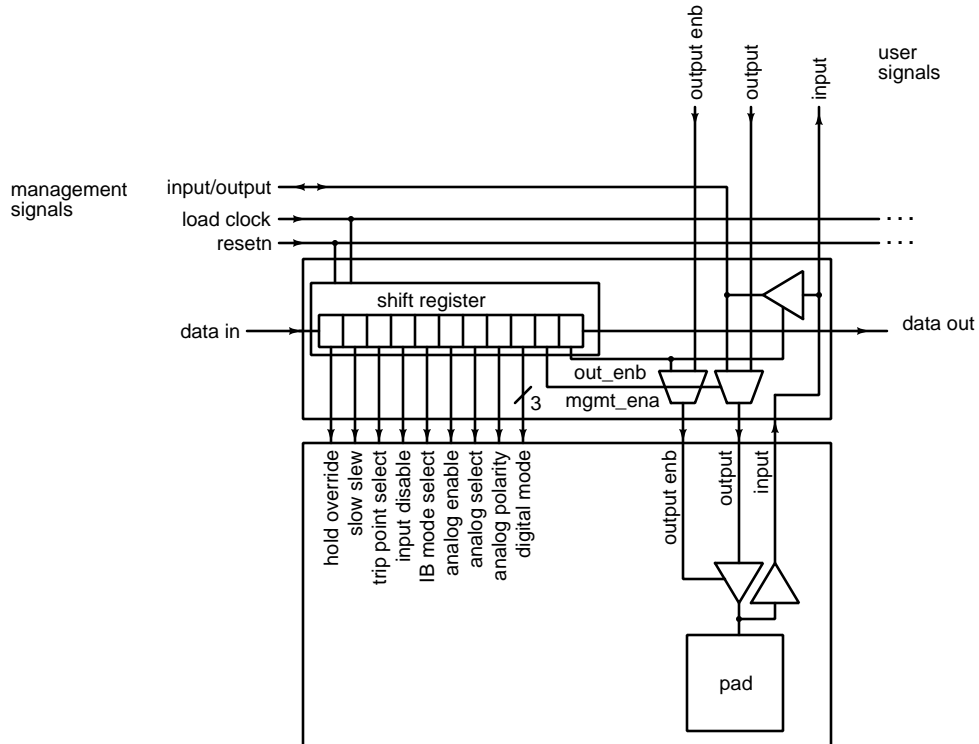 output enb
output
input
user
signals
management
signals
input/output
load clock
resetn
. . .
. . .
shift register
data in
data out
out_enb
mgmt_ena
3
hold override
slow slew
trip point select
input disable
IB mode select
analog enable
analog select
analog polarity
digital mode
output enb
output
input
pad